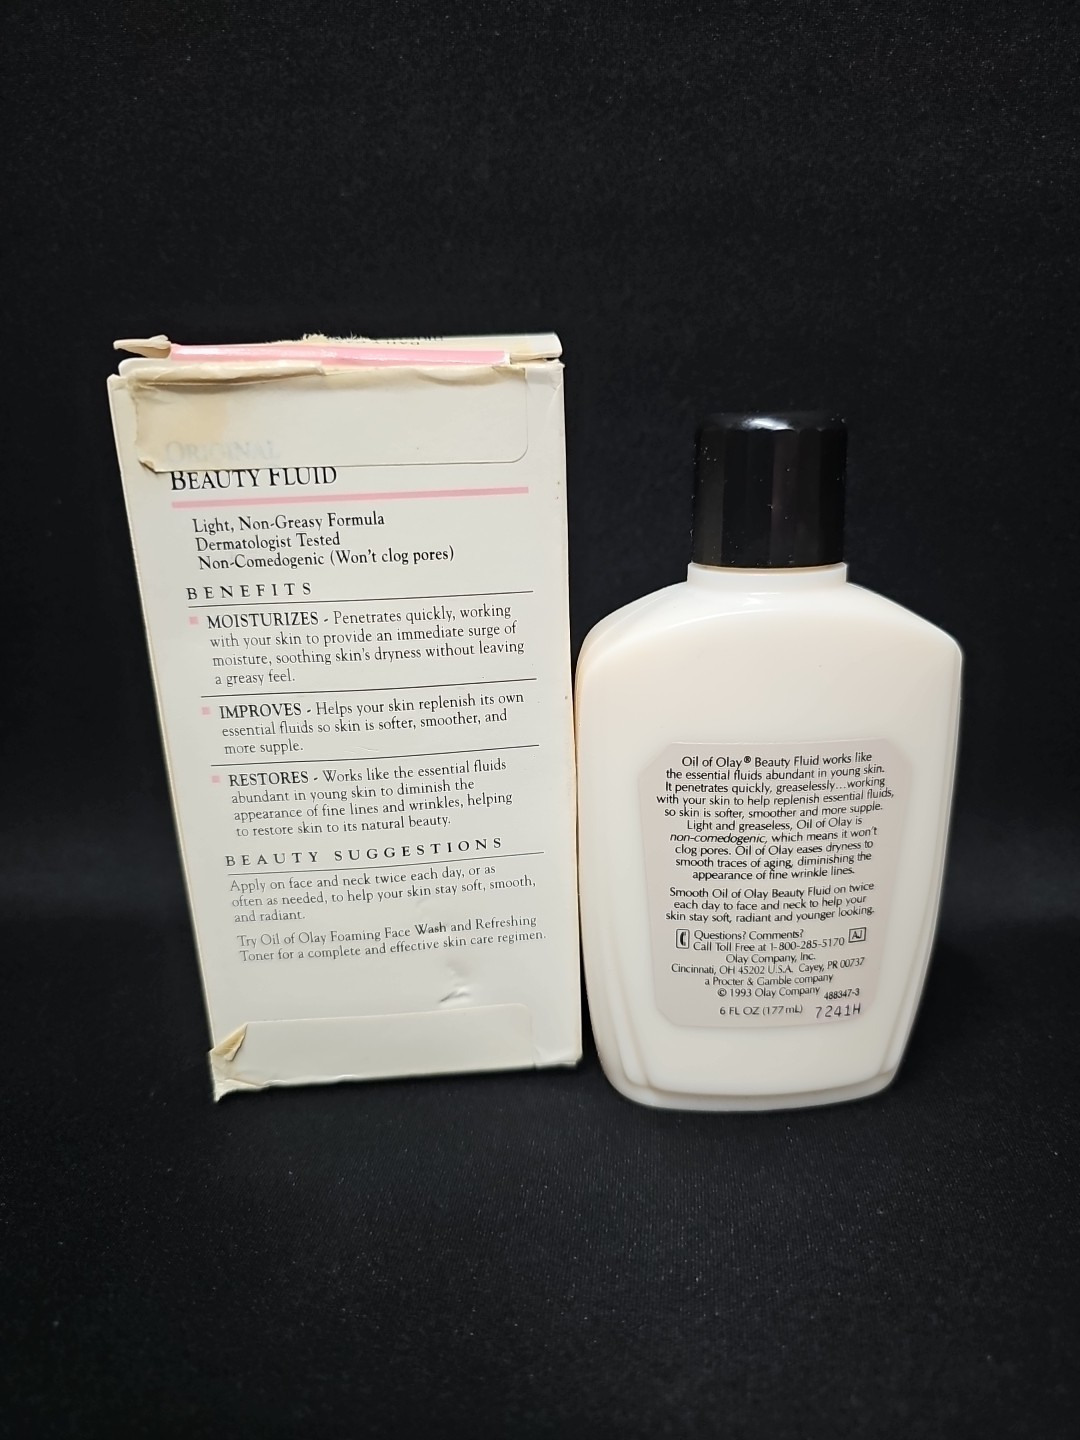 ORIGINAL
BEAUTY FLUID
Light, Non-Greasy Formula
Dermatologist Tested
Non-Comedogenic (Won't clog pores)
BENEFITS
MOISTURIZES - Penetrates quickly, working
with your skin to provide an immediate surge of
moisture, soothing skin's dryness without leaving
a greasy feel.
IMPROVES - Helps your skin replenish its own
essential fluids so skin is softer, smoother, and
more supple.
RESTORES - Works like the essential fluids
abundant in young skin to diminish the
appearance of fine lines and wrinkles, helping
to restore skin to its natural beauty.
BEAUTY SUGGESTIONS
Apply on face and neck twice each day, or as
often as needed, to help your skin stay soft, smooth,
and radiant.
Try Oil of Olay Foaming Face Wash and Refreshing
Toner for a complete and effective skin care regimen.
Oil of Olay® Beauty Fluid works like
the essential fluids abundant in young skin.
It penetrates quickly, greaselessly...working
with your skin to help replenish essential fluids,
so skin is softer, smoother and more supple.
Light and greaseless, Oil of Olay is
non-comedogenic, which means it won't
clog pores. Oil of Olay eases dryness to
smooth traces of aging, diminishing the
appearance of fine wrinkle lines.
Smooth Oil of Olay Beauty Fluid on twice
each day to face and neck to help your
skin stay soft, radiant and younger looking.
Questions? Comments?
Call Toll Free at 1-800-285-5170 AJ
Olay Company, Inc.
Cincinnati, OH 45202 U.S.A. Cayey, PR 00737
a Procter & Gamble company
© 1993 Olay Company 488347-3
6 FL OZ (177 mL) 7241H